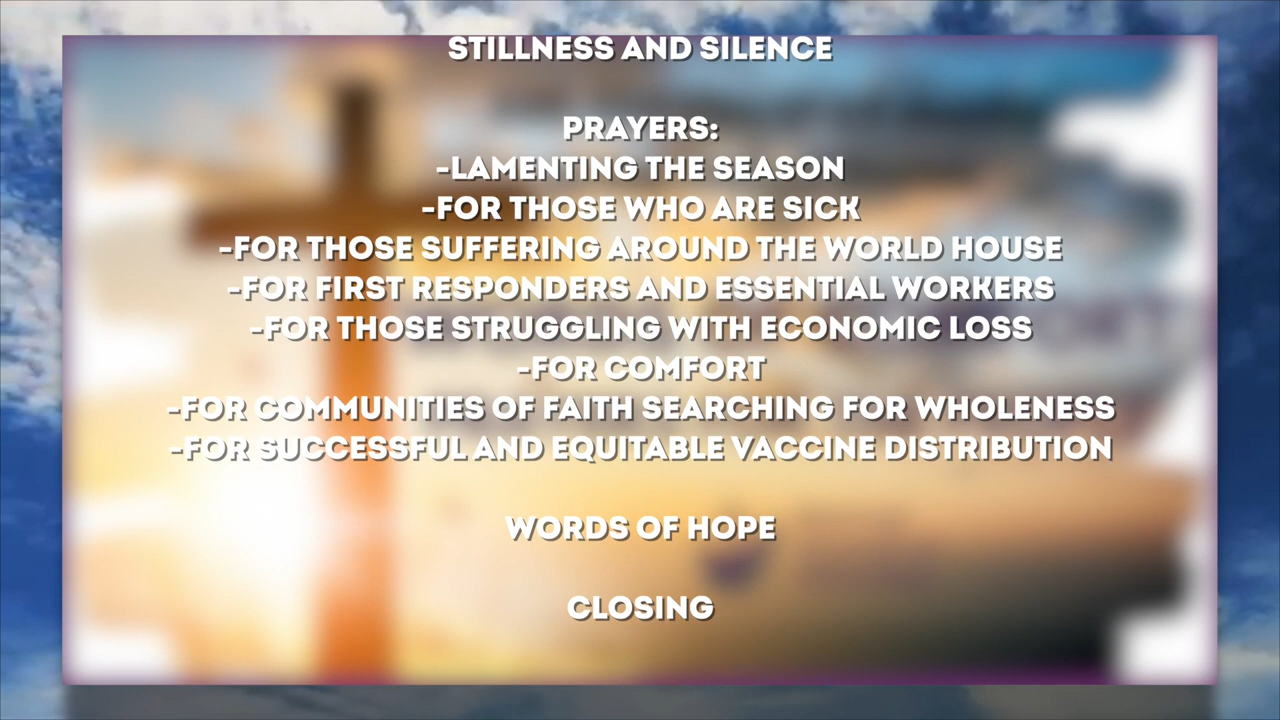 STILLNESS AND SILENCE
PRAYERS:
-LAMENTING THE SEASON
-FOR THOSE WHO ARE SICK
-FOR THOSE SUFFERING AROUND THE WORLD HOUSE
-FOR FIRST RESPONDERS AND ESSENTIAL WORKERS
-FOR THOSE STRUGGLING WITH ECONOMIC LOSS
-FOR COMFORT
-FOR COMMUNITIES OF FAITH SEARCHING FOR WHOLENESS
-FOR SUCCESSFUL AND EQUITABLE VACCINE DISTRIBUTION
WORDS OF HOPE
CLOSING